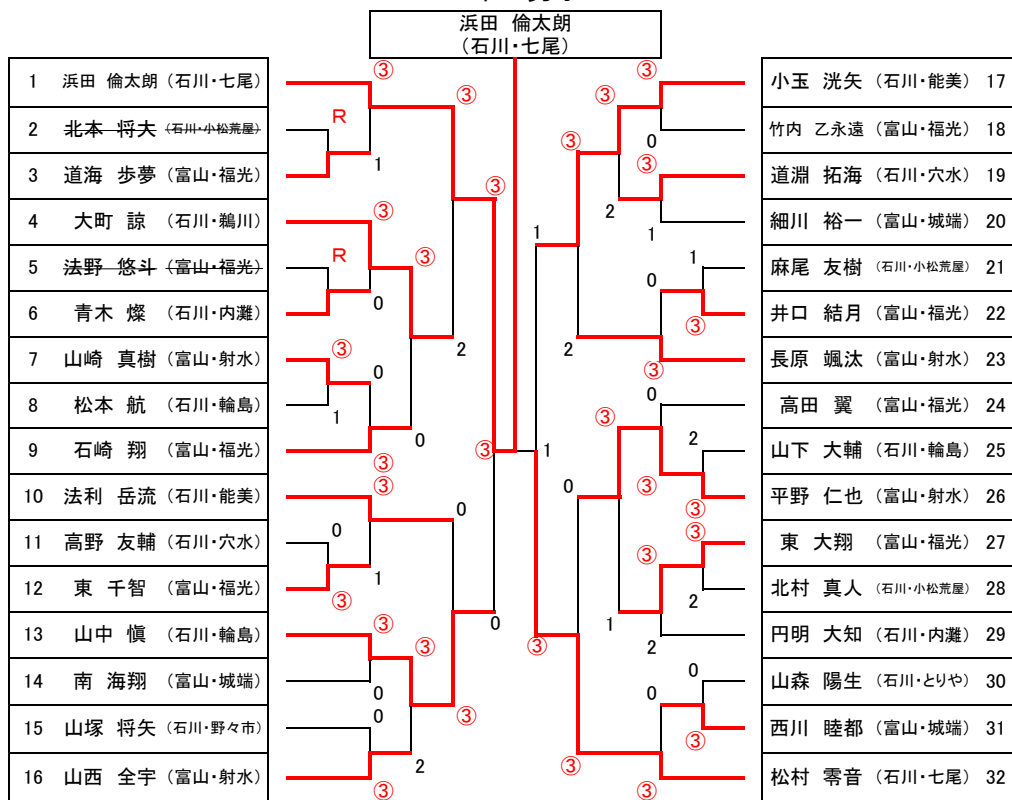 浜田 倫太朗
(石川・七尾)
1 浜田 倫太朗 (石川・七尾)
2 北本 将大 (石川・小松荒屋)
3 道海 歩夢 (富山・福光)
4 大町 諒 (石川・鵜川)
5 法野 悠斗 (富山・福光)
6 青木 燦 (石川・内灘)
7 山崎 真樹 (富山・射水)
8 松本 航 (石川・輪島)
9 石崎 翔 (富山・福光)
10 法利 岳流 (石川・能美)
11 高野 友輔 (石川・穴水)
12 東 千智 (富山・福光)
13 山中 愼 (石川・輪島)
14 南 海翔 (富山・城端)
15 山塚 将矢 (石川・野々市)
16 山西 全宇 (富山・射水)
③ ③ R 1 ③ ③ ③ R 0 2 ③ 0 1 0 ③ ③
③ 0 0 1 ③ 0 ③ ③ 0 0 ③ 2 ③
③ ③ 0 ③ ③ 2 1 1 1 0 ③ 2 ③
0 ③ 2 1 0 ③ ③ ③ 1 2 2 0 0 ③ ③ ③ ③
小玉 洸矢 (石川・能美) 17
竹内 乙永遠 (富山・福光) 18
道淵 拓海 (石川・穴水) 19
細川 裕一 (富山・城端) 20
麻尾 友樹 (石川・小松荒屋) 21
井口 結月 (富山・福光) 22
長原 颯汰 (富山・射水) 23
高田 翼 (富山・福光) 24
山下 大輔 (石川・輪島) 25
平野 仁也 (富山・射水) 26
東 大翔 (富山・福光) 27
北村 真人 (石川・小松荒屋) 28
円明 大知 (石川・内灘) 29
山森 陽生 (石川・とりや) 30
西川 睦都 (富山・城端) 31
松村 零音 (石川・七尾) 32